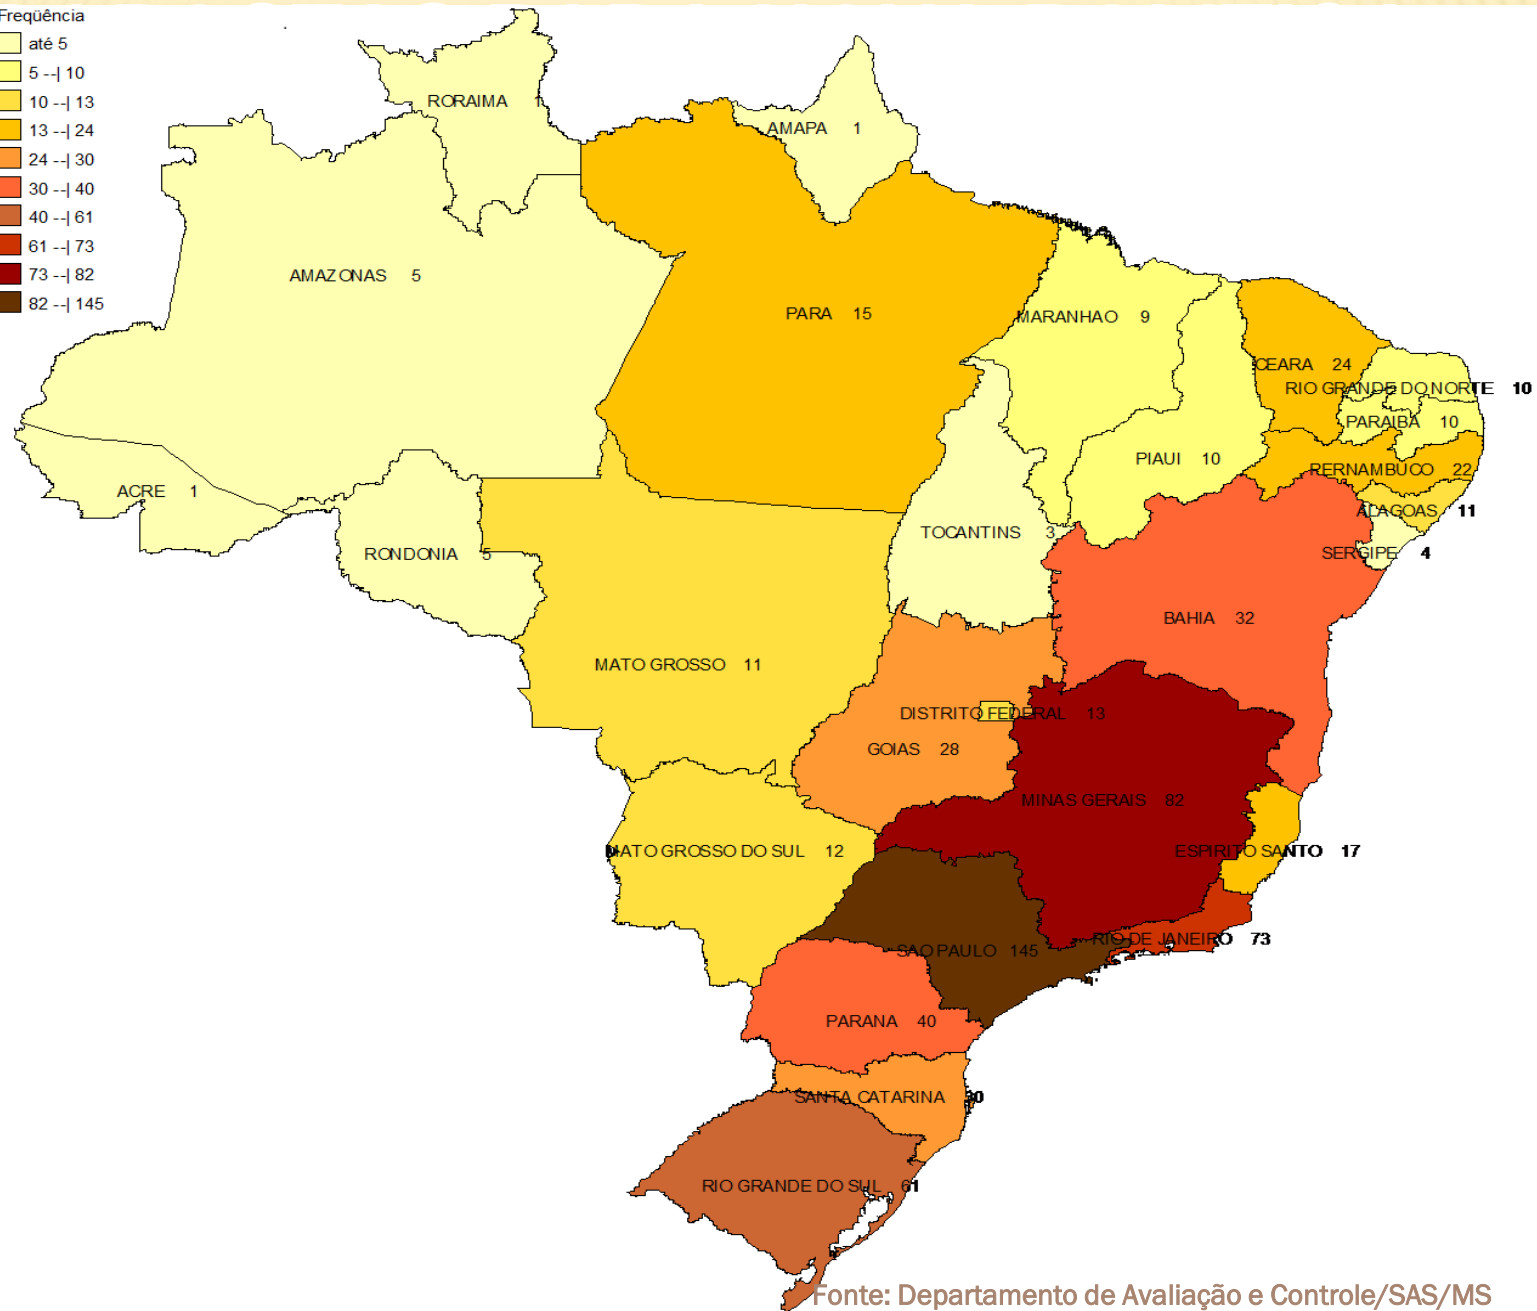 Freqüência
até 5
5 --| 10
10 --| 13
13 --| 24
24 --| 30
30 --| 40
40 --| 61
61 --| 73
73 --| 82
82 --| 145
RORAIMA 1
AMAPA 1
AMAZONAS 5
PARA 15
MARANHAO 9
CEARA 24
RIO GRANDE DO NORTE 10
PARAIBA 10
PIAUI 10
PERNAMBUCO 22
ACRE 1
ALAGOAS 11
TOCANTINS 3
RONDONIA 5
SERGIPE 4
BAHIA 32
MATO GROSSO 11
DISTRITO FEDERAL 13
GOIAS 28
MINAS GERAIS 82
MATO GROSSO DO SUL 12
ESPIRITO SANTO 17
RIO DE JANEIRO 73
SAO PAULO 145
PARANA 40
SANTA CATARINA 30
RIO GRANDE DO SUL 61
Fonte: Departamento de Avaliação e Controle/SAS/MS